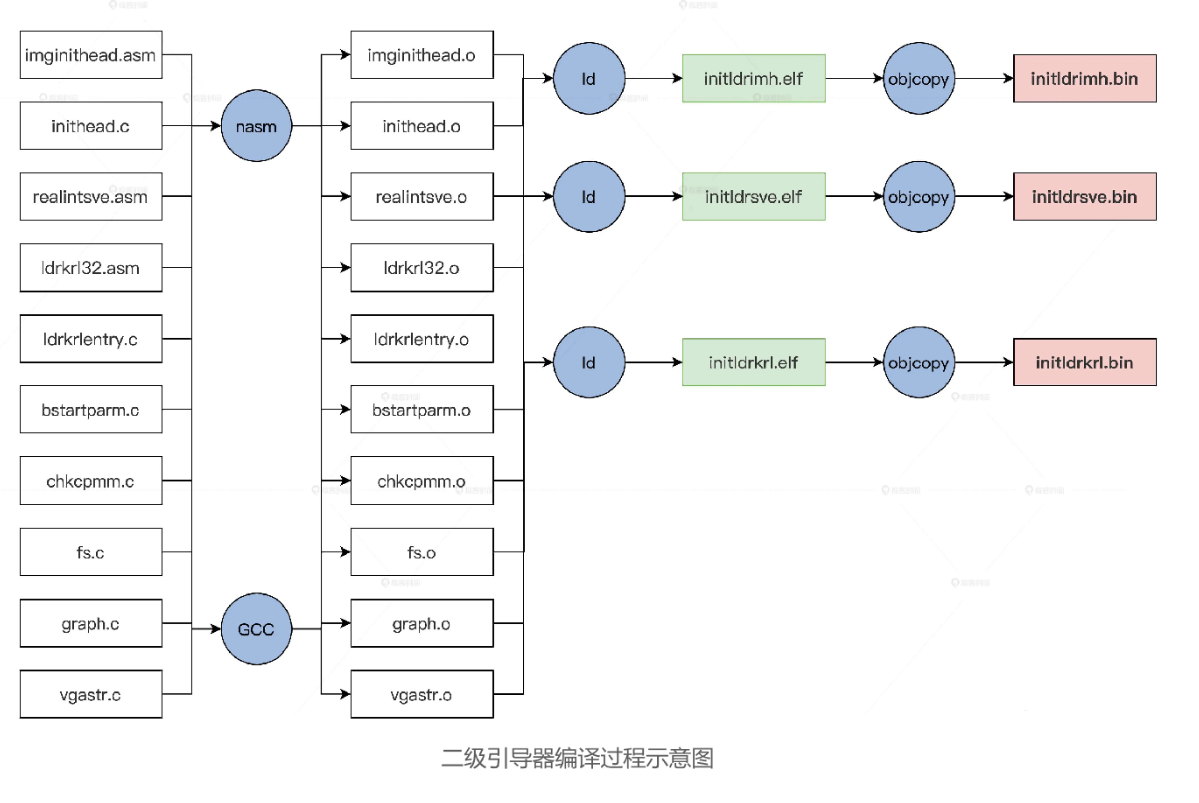 imginithead.asm
inithead.c
realintsve.asm
ldrkrl32.asm
ldrkrlentry.c
bstartparm.c
chkcpmm.c
fs.c
graph.c
vgastr.c
nasm
GCC
imginithead.o
inithead.o
realintsve.o
ldrkrl32.o
ldrkrlentry.o
bstartparm.o
chkcpmm.o
fs.o
graph.o
vgastr.o
ld
initldrimh.elf
objcopy
initldrimh.bin
ld
initldrsve.elf
objcopy
initldrsve.bin
ld
initldrkrl.elf
objcopy
initldrkrl.bin
二级引导器编译过程示意图